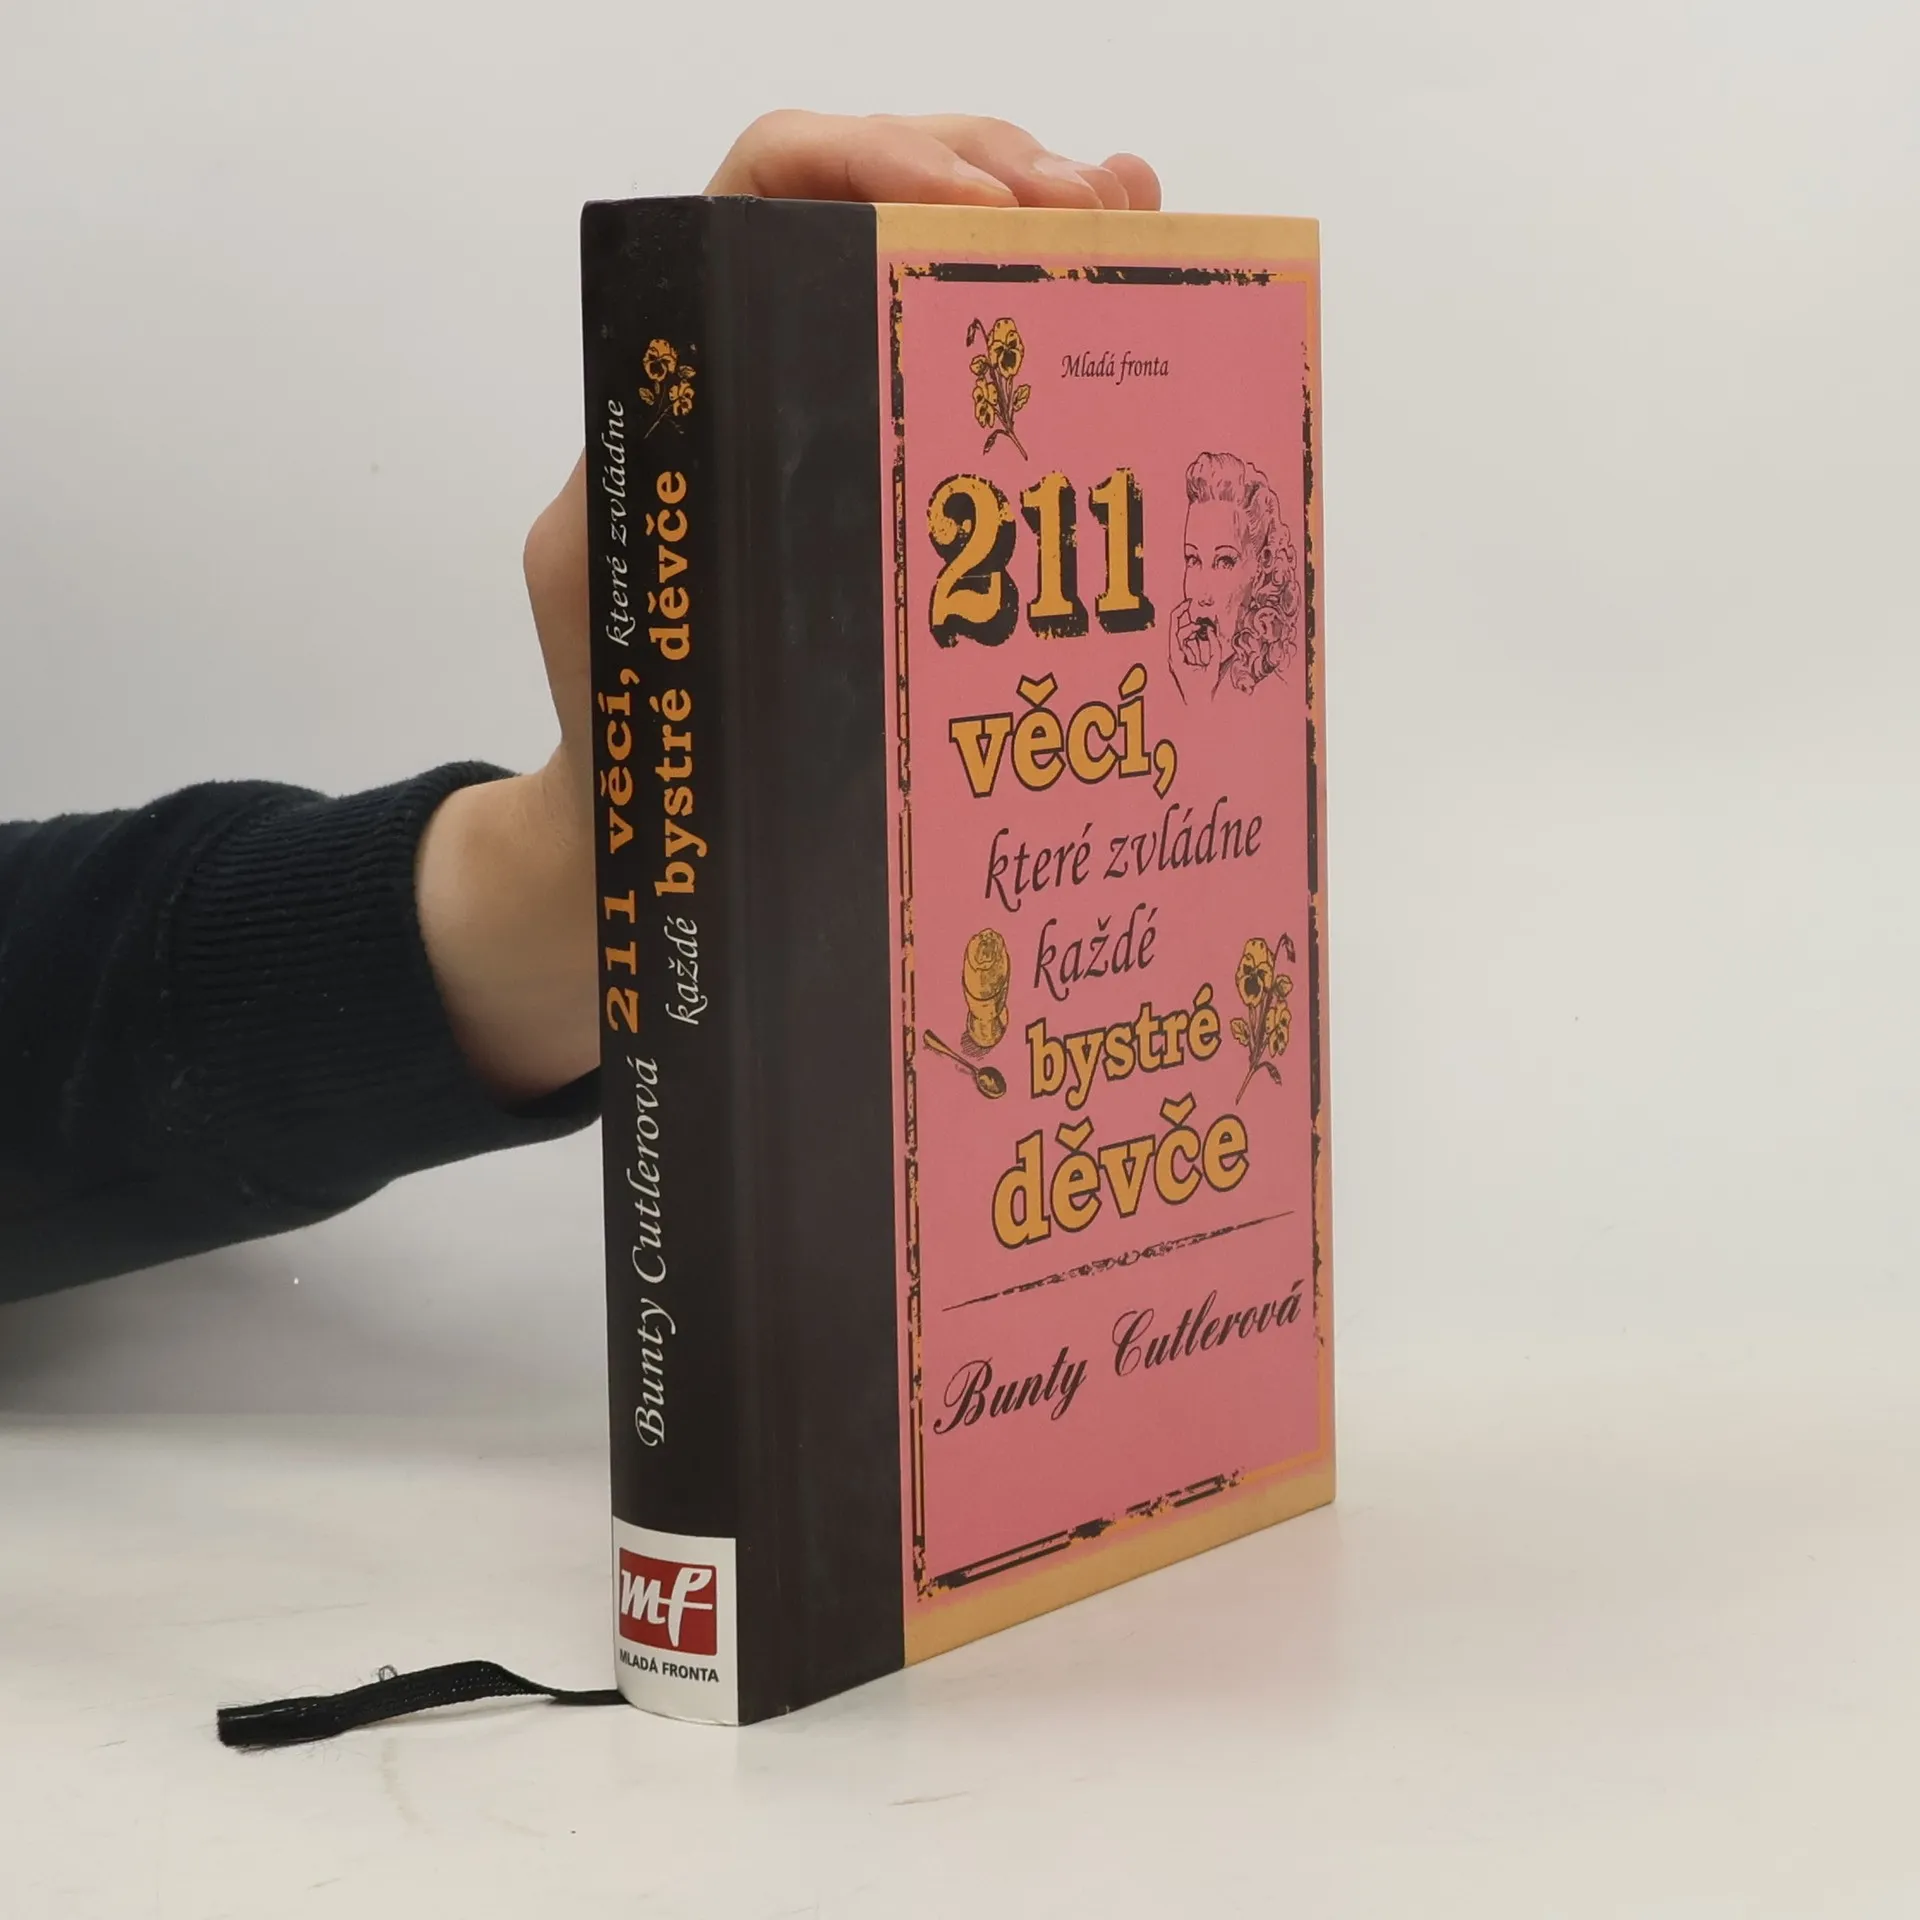 Bunty Cutlerová 211 věcí, které zvládne
každé bystré děvče
mf
MLADÁ FRONTA
Mladá fronta
211
věcí,
které zvládne
každé
bystré
děvče
Bunty Cutlerová